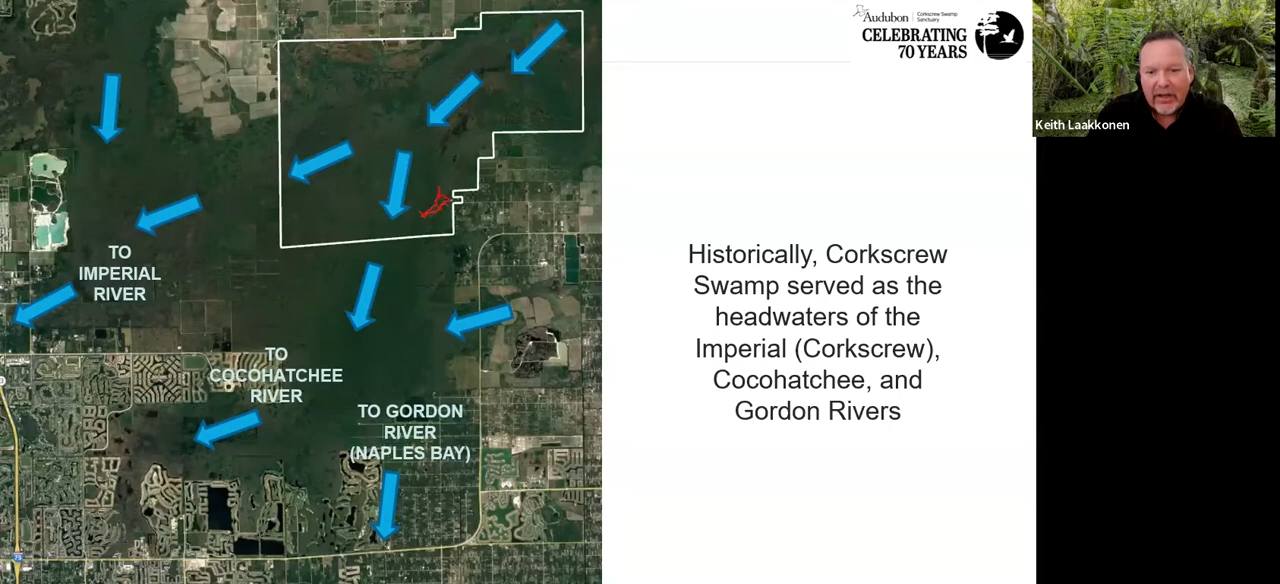 TO
IMPERIAL
RIVER
TO
COCOHATCHEE
RIVER
TO GORDON
RIVER
(NAPLES BAY)
75
Audubon | Corkscrew Swamp
Sanctuary
CELEBRATING
70 YEARS
Historically, Corkscrew
Swamp served as the
headwaters of the
Imperial (Corkscrew),
Cocohatchee, and
Gordon Rivers
Keith Laakkonen